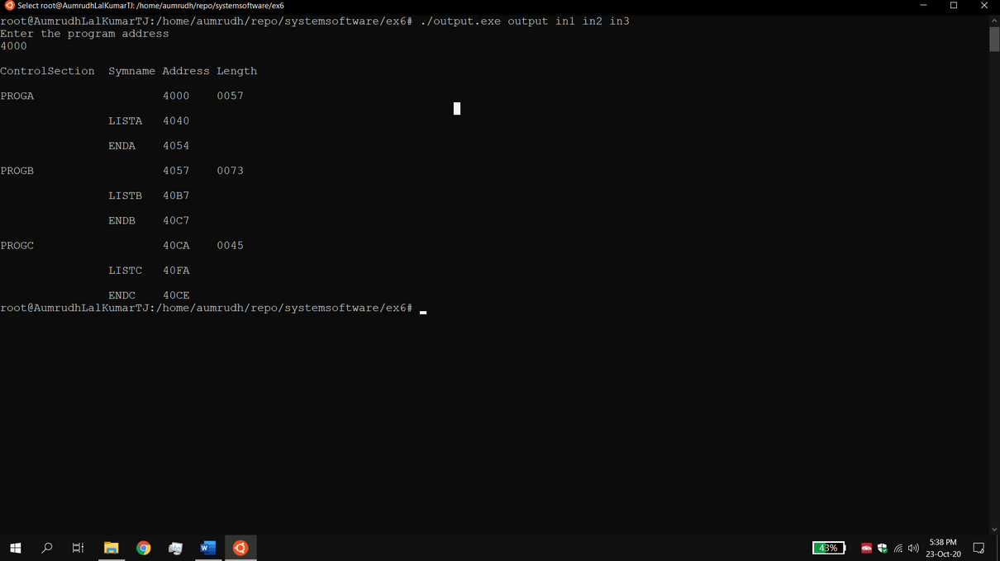 Select root@AumrudhLalKumarTJ: /home/aumrudh/repo/systemsoftware/ex6
root@AumrudhLalKumarTJ:/home/aumrudh/repo/systemsoftware/ex6# ./output.exe output in1 in2 in3
Enter the program address
4000
ControlSection Symname Address Length
PROGA 4000 0057
LISTA 4040
ENDA 4054
PROGB 4057 0073
LISTB 40B7
ENDB 40C7
PROGC 40CA 0045
LISTC 40FA
ENDC 40CE
root@AumrudhLalKumarTJ:/home/aumrudh/repo/systemsoftware/ex6#
43%
5:38 PM
23-Oct-20